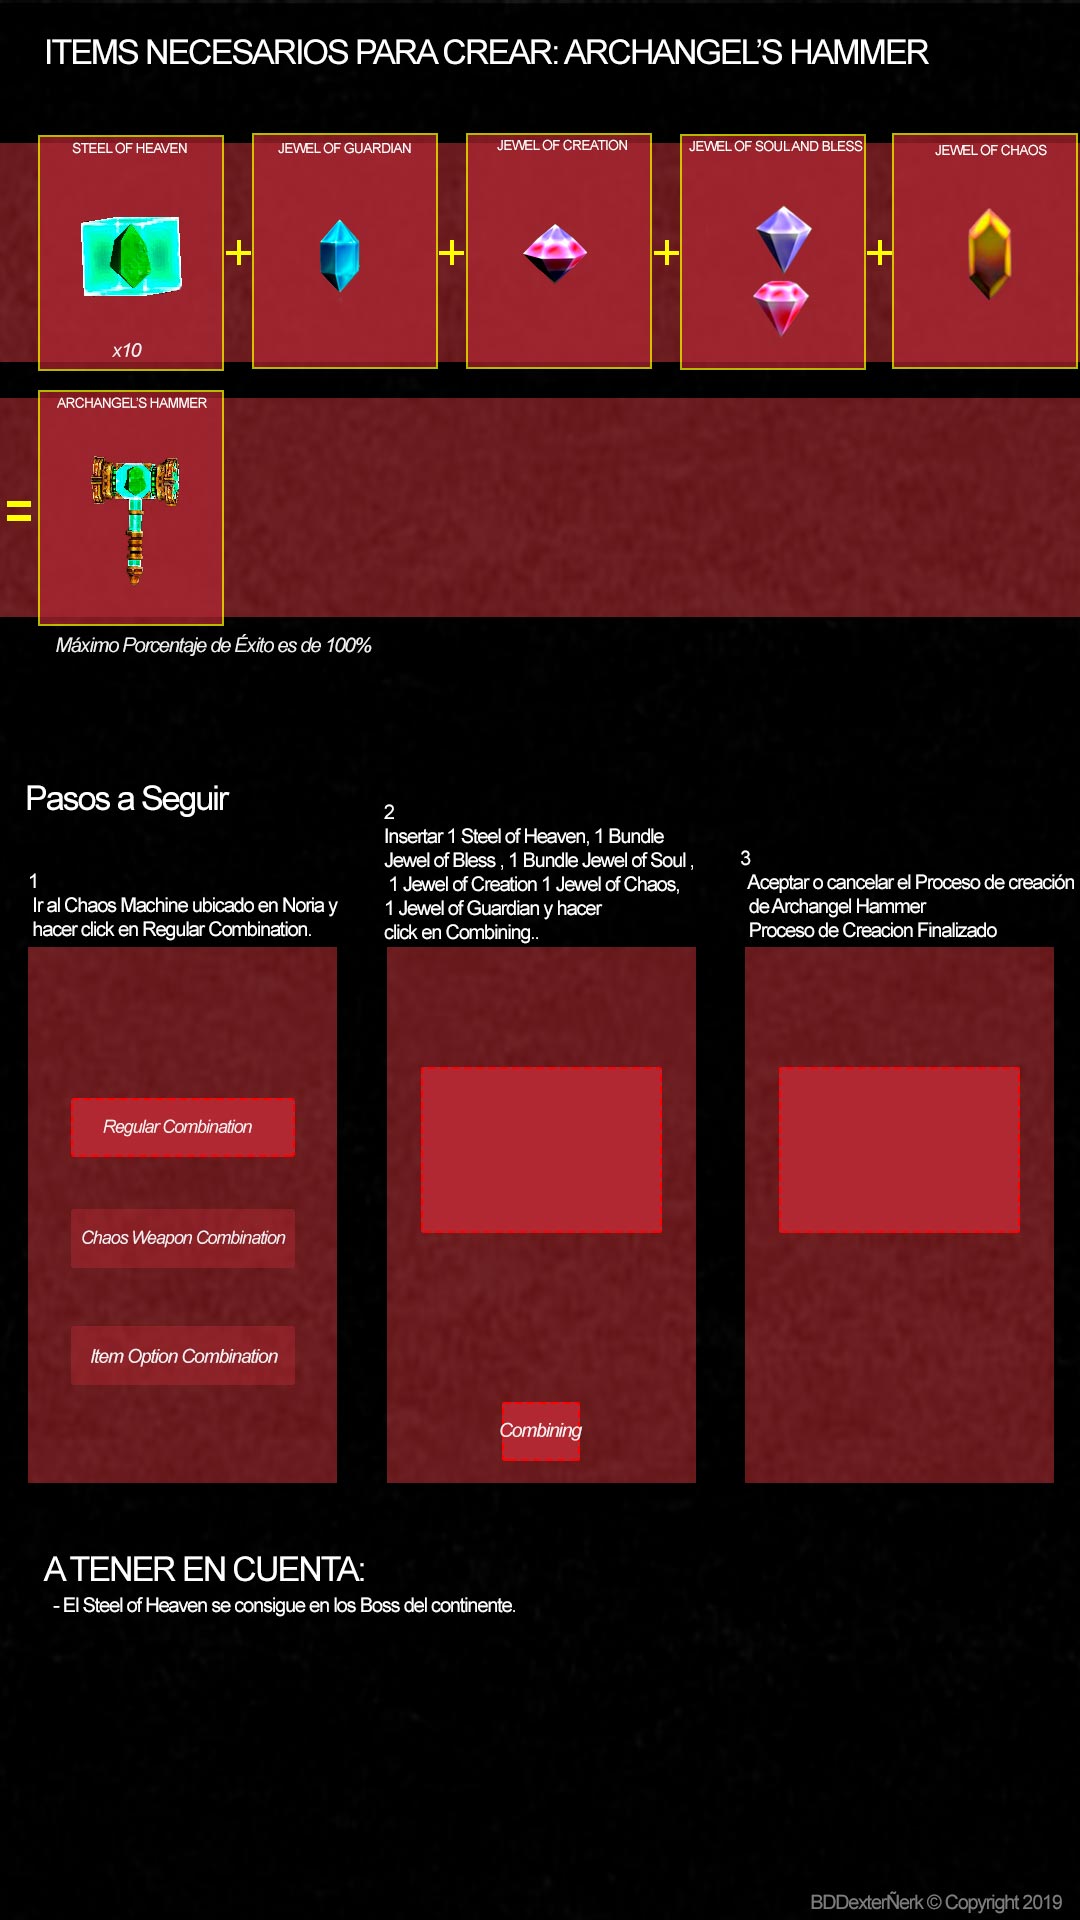 ITEMS NECESARIOS PARA CREAR: ARCHANGEL'S HAMMER
STEEL OF HEAVEN
JEWEL OF GUARDIAN
JEWEL OF CREATION
JEWEL OF SOUL AND BLESS
JEWEL OF CHAOS
+
+
+
+
x10
ARCHANGEL'S HAMMER
=
Máximo Porcentaje de Éxito es de 100%
Pasos a Seguir
1
Ir al Chaos Machine ubicado en Noria y
hacer click en Regular Combination.
2
Insertar 1 Steel of Heaven, 1 Bundle
Jewel of Bless , 1 Bundle Jewel of Soul ,
1 Jewel of Creation 1 Jewel of Chaos,
1 Jewel of Guardian y hacer
click en Combining..
3
Aceptar o cancelar el Proceso de creación
de Archangel Hammer
Proceso de Creacion Finalizado
Regular Combination
Chaos Weapon Combination
Item Option Combination
Combining
A TENER EN CUENTA:
- El Steel of Heaven se consigue en los Boss del continente.
BDDexterÑerk © Copyright 2019